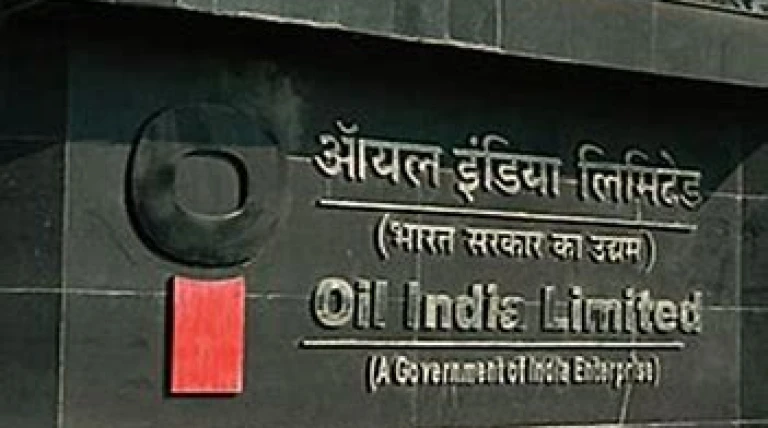 ऑयल इंडिया लिमिटेड
(भारत सरकार का उद्यम)
Oil India Limited
(A Government of India Enterprise)